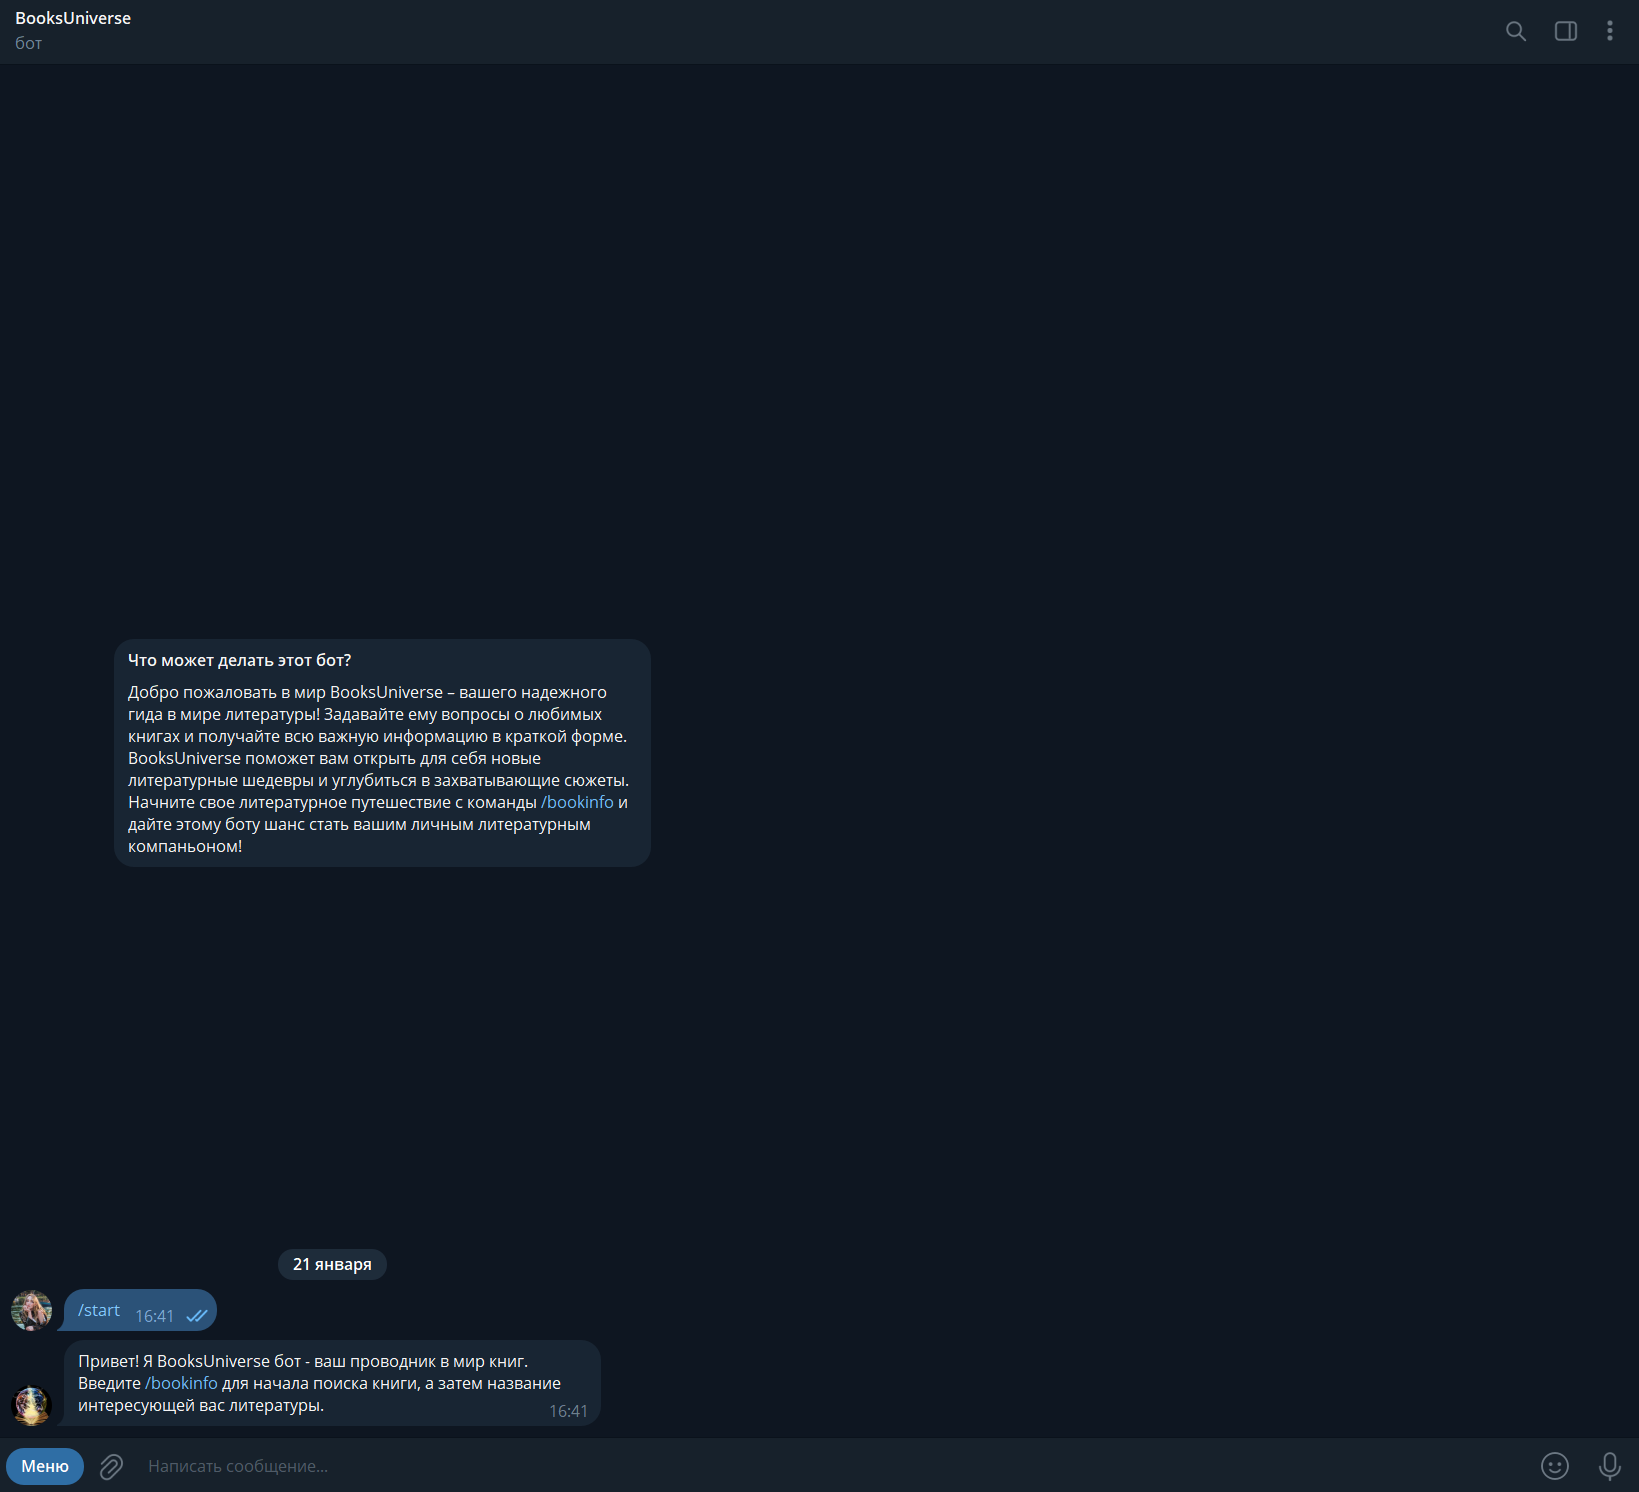 BooksUniverse
бот
Что может делать этот бот?
Добро пожаловать в мир BooksUniverse – вашего надежного
гида в мире литературы! Задавайте ему вопросы о любимых
книгах и получайте всю важную информацию в краткой форме.
BooksUniverse поможет вам открыть для себя новые
литературные шедевры и углубиться в захватывающие сюжеты.
Начните свое литературное путешествие с команды /bookinfo и
дайте этому боту шанс стать вашим личным литературным
компаньоном!
21 января
/start 16:41
Привет! Я BooksUniverse бот - ваш проводник в мир книг.
Введите /bookinfo для начала поиска книги, а затем название
интересующей вас литературы. 16:41
Меню Написать сообщение...